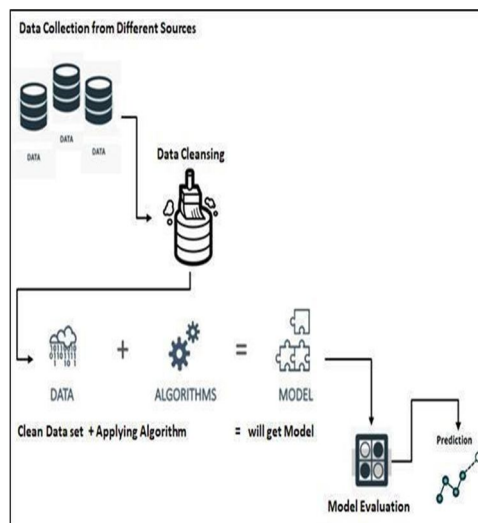 Data Collection from Different Sources
DATA
DATA
DATA
Data Cleansing
+
=
DATA
ALGORITHMS
MODEL
Clean Data set + Applying Algorithm = will get Model
Prediction
Model Evaluation